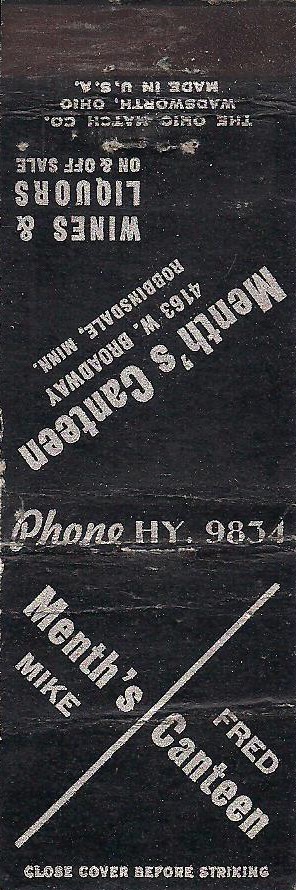 THE OHIO MATCH CO.
WADSWORTH, OHIO
MADE IN U.S.A.
WINES &
LIQUORS
ON & OFF SALE
Menth's Canteen
4163 W. BROADWAY
ROBBINSDALE, MINN.
Phone HY. 9834
Menth's Canteen
MIKE
FRED
CLOSE COVER BEFORE STRIKING